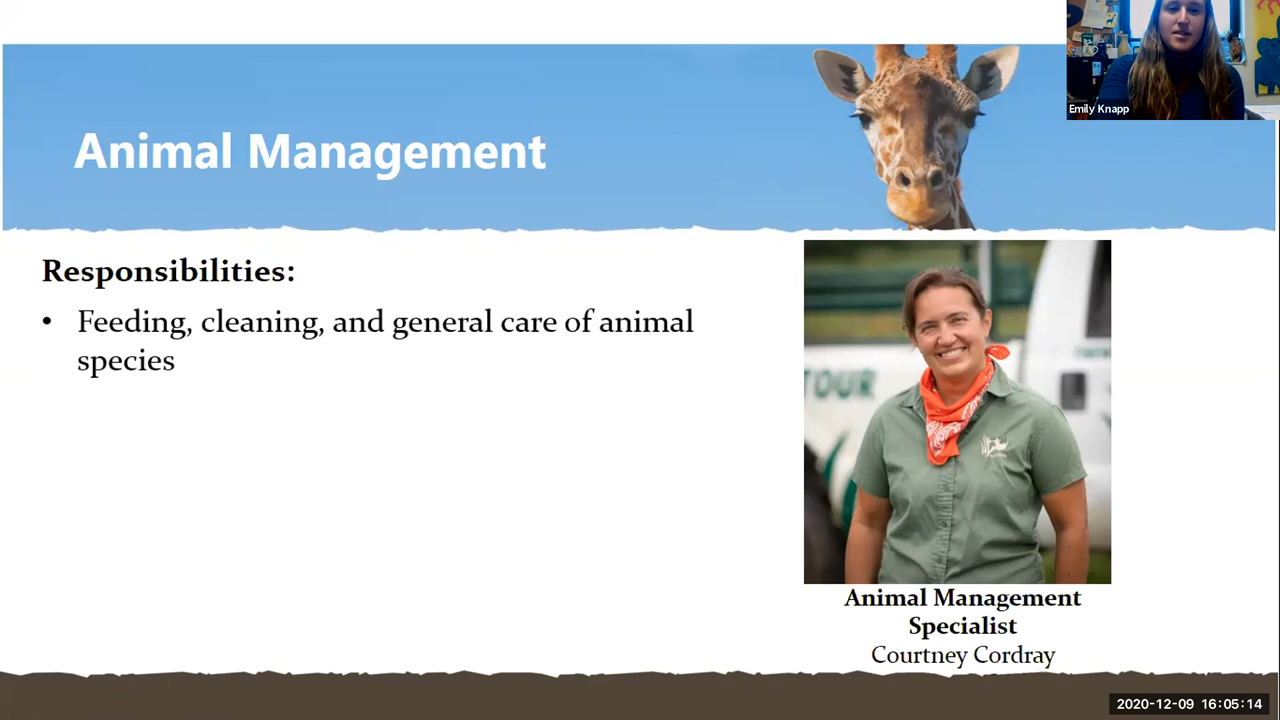 Emily Knapp
Animal Management
Responsibilities:
• Feeding, cleaning, and general care of animal
species
TOUR
Animal Management
Specialist
Courtney Cordray
2020-12-09 16:05:14